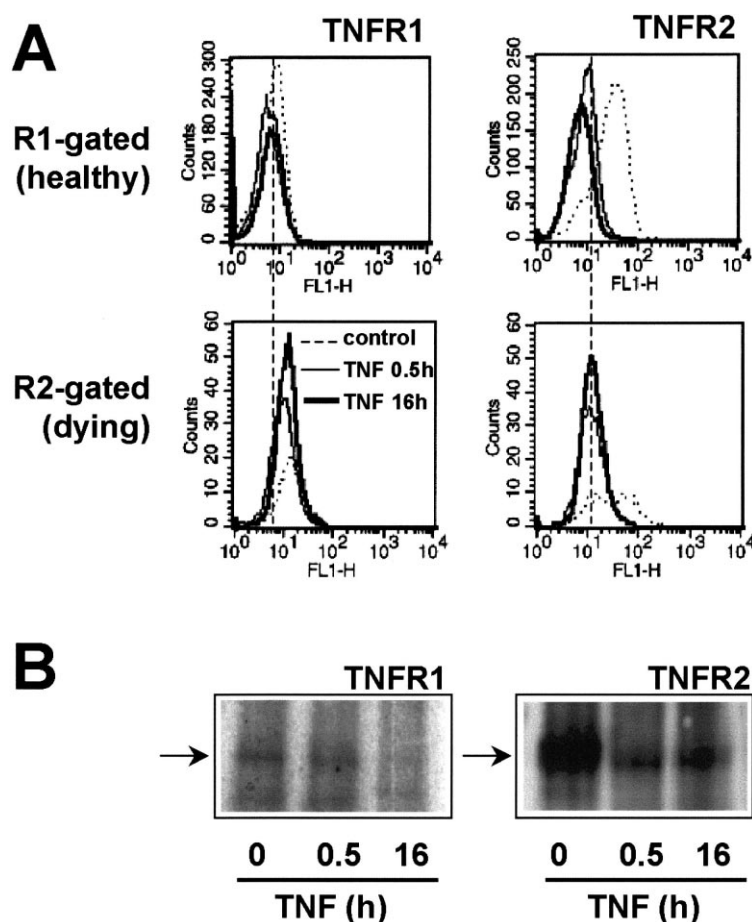 A
TNFR1
TNFR2
R1-gated
(healthy)
Counts
0 60 120 180 240 300
10^0 10^1 10^2 10^3 10^4
FL1-H
Counts
0 50 100 150 200 250
10^0 10^1 10^2 10^3 10^4
FL1-H
R2-gated
(dying)
Counts
0 10 20 30 40 50 60
control
TNF 0.5h
TNF 16h
10^0 10^1 10^2 10^3 10^4
FL1-H
Counts
0 10 20 30 40 50 60
10^0 10^1 10^2 10^3 10^4
FL1-H
B
TNFR1
TNFR2
0 0.5 16
TNF (h)
0 0.5 16
TNF (h)